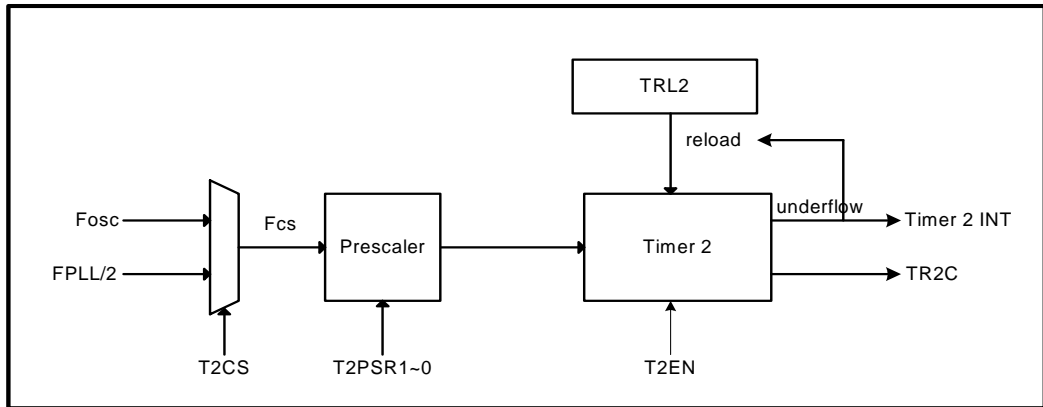 TRL2
reload
underflow
Fosc
Fcs
Prescaler
Timer 2
Timer 2 INT
FPLL/2
TR2C
T2CS
T2PSR1~0
T2EN